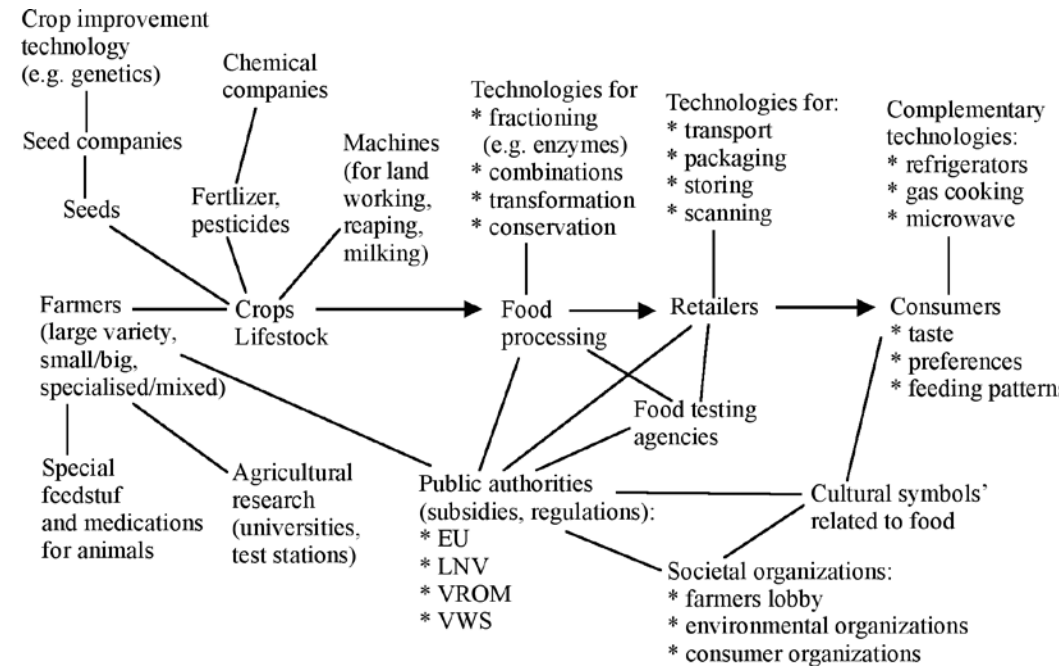 Crop improvement
technology
(e.g. genetics)
Seed companies
Seeds
Chemical
companies
Fertlizer,
pesticides
Machines
(for land
working,
reaping,
milking)
Technologies for
* fractioning
(e.g. enzymes)
* combinations
* transformation
* conservation
Technologies for:
* transport
* packaging
* storing
* scanning
Complementary
technologies:
* refrigerators
* gas cooking
* microwave
Farmers
(large variety,
small/big,
specialised/mixed)
Crops
Lifestock
Food
processing
Retailers
Consumers
* taste
* preferences
* feeding patterns
Food testing
agencies
Special
feedstuf
and medications
for animals
Agricultural
research
(universities,
test stations)
Public authorities
(subsidies, regulations):
* EU
* LNV
* VROM
* VWS
Cultural symbols’
related to food
Societal organizations:
* farmers lobby
* environmental organizations
* consumer organizations